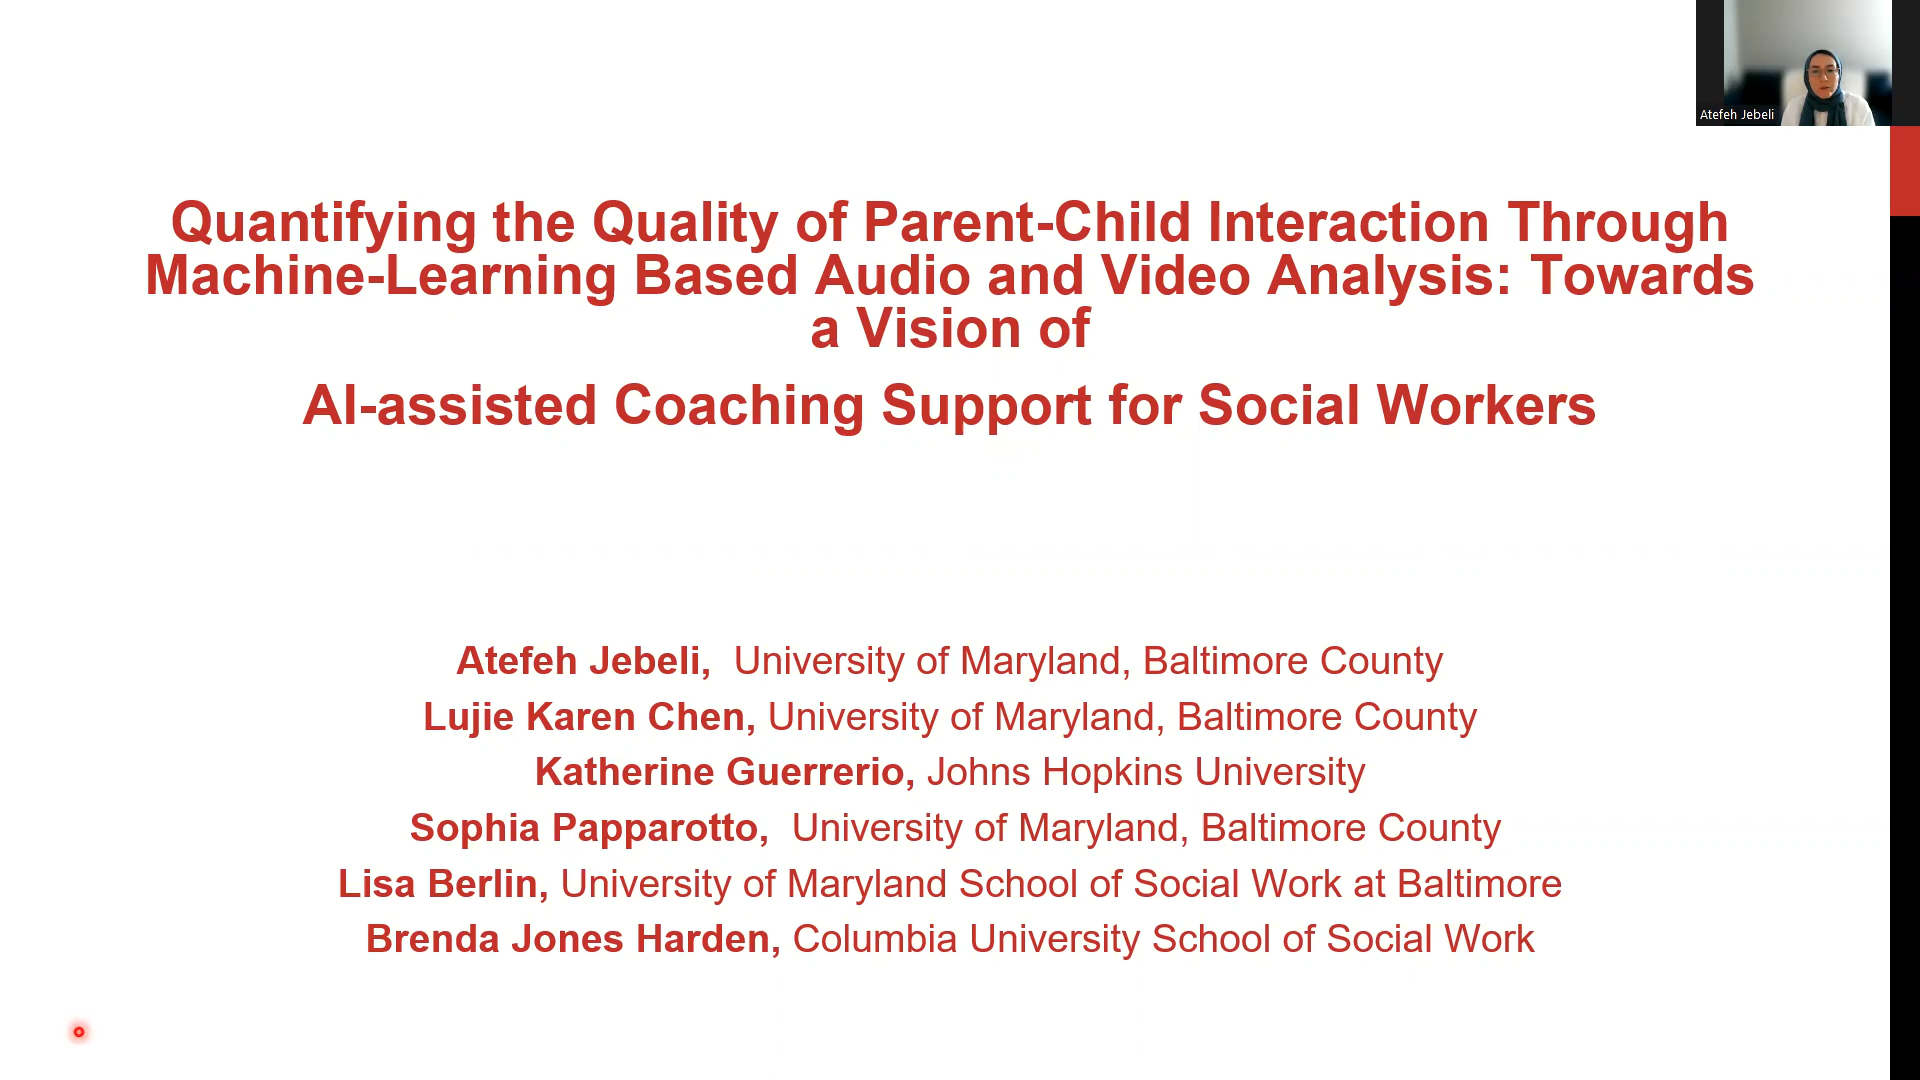 Atefeh Jebeli
Quantifying the Quality of Parent-Child Interaction Through
Machine-Learning Based Audio and Video Analysis: Towards
a Vision of
AI-assisted Coaching Support for Social Workers
Atefeh Jebeli, University of Maryland, Baltimore County
Lujie Karen Chen, University of Maryland, Baltimore County
Katherine Guerrerio, Johns Hopkins University
Sophia Papparotto, University of Maryland, Baltimore County
Lisa Berlin, University of Maryland School of Social Work at Baltimore
Brenda Jones Harden, Columbia University School of Social Work